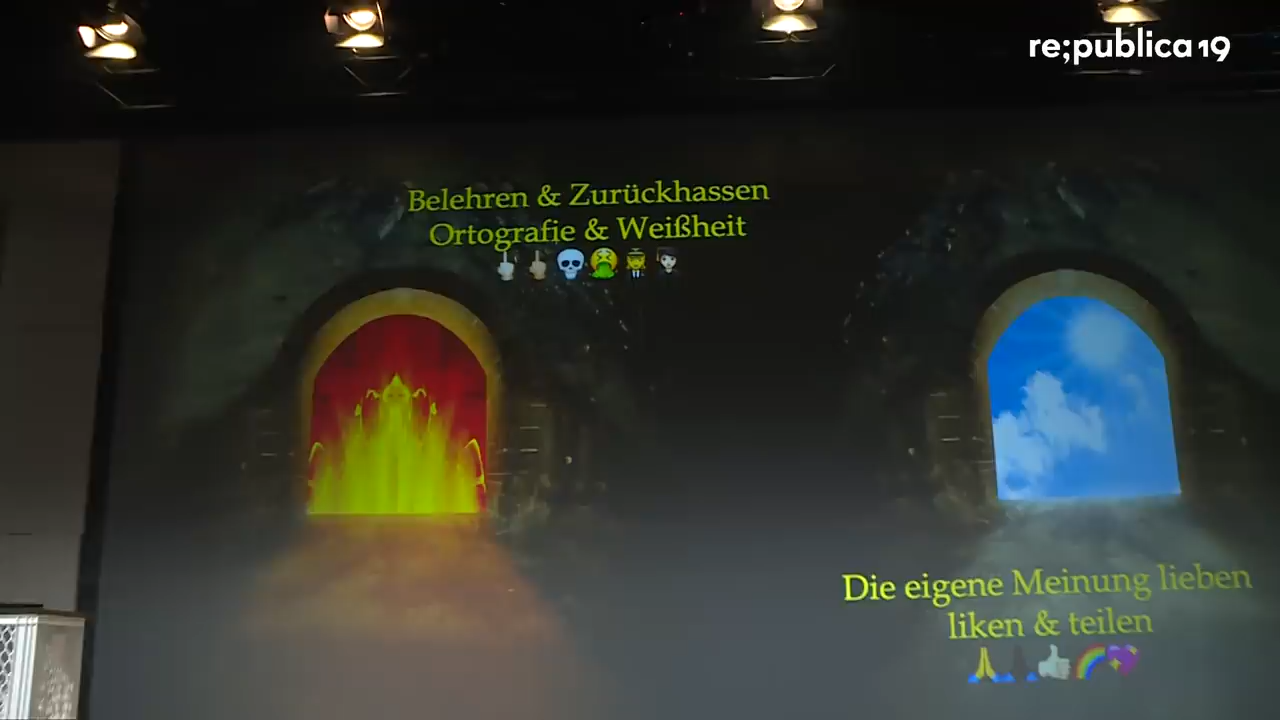 re;publica 19
Belehren & Zurückhassen
Ortografie & Weißheit
Die eigene Meinung lieben
liken & teilen